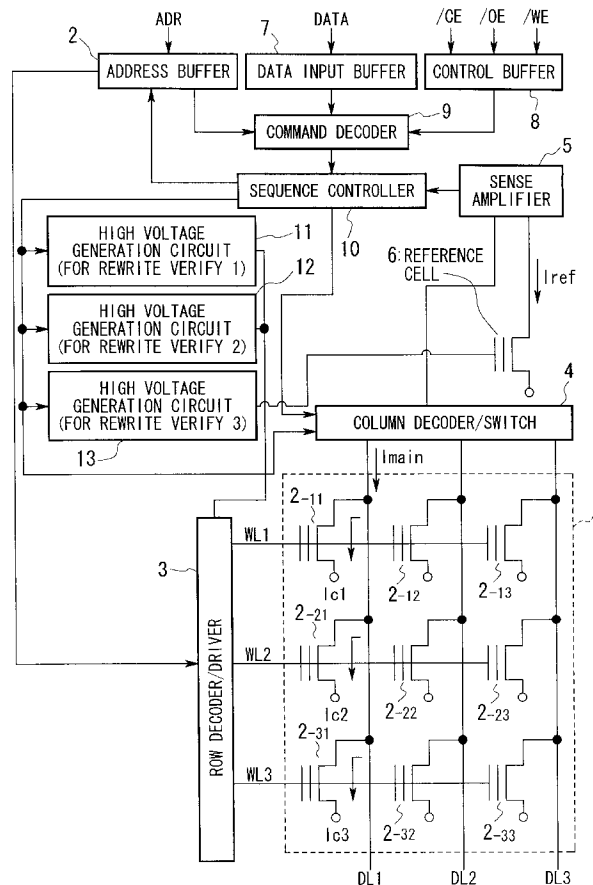 ADR
DATA
/CE /OE /WE
2
7
ADDRESS BUFFER
DATA INPUT BUFFER
CONTROL BUFFER
8
9
COMMAND DECODER
5
SEQUENCE CONTROLLER
SENSE
AMPLIFIER
10
11
HIGH VOLTAGE
GENERATION CIRCUIT
(FOR REWRITE VERIFY 1)
6:REFERENCE
CELL
Iref
12
HIGH VOLTAGE
GENERATION CIRCUIT
(FOR REWRITE VERIFY 2)
HIGH VOLTAGE
GENERATION CIRCUIT
(FOR REWRITE VERIFY 3)
4
COLUMN DECODER/SWITCH
13
Imain
2-11
WL1
3
Ic1
2-12
2-13
2-21
WL2
ROW DECODER/DRIVER
Ic2
2-22
2-23
2-31
WL3
Ic3
2-32
2-33
DL1
DL2
DL3